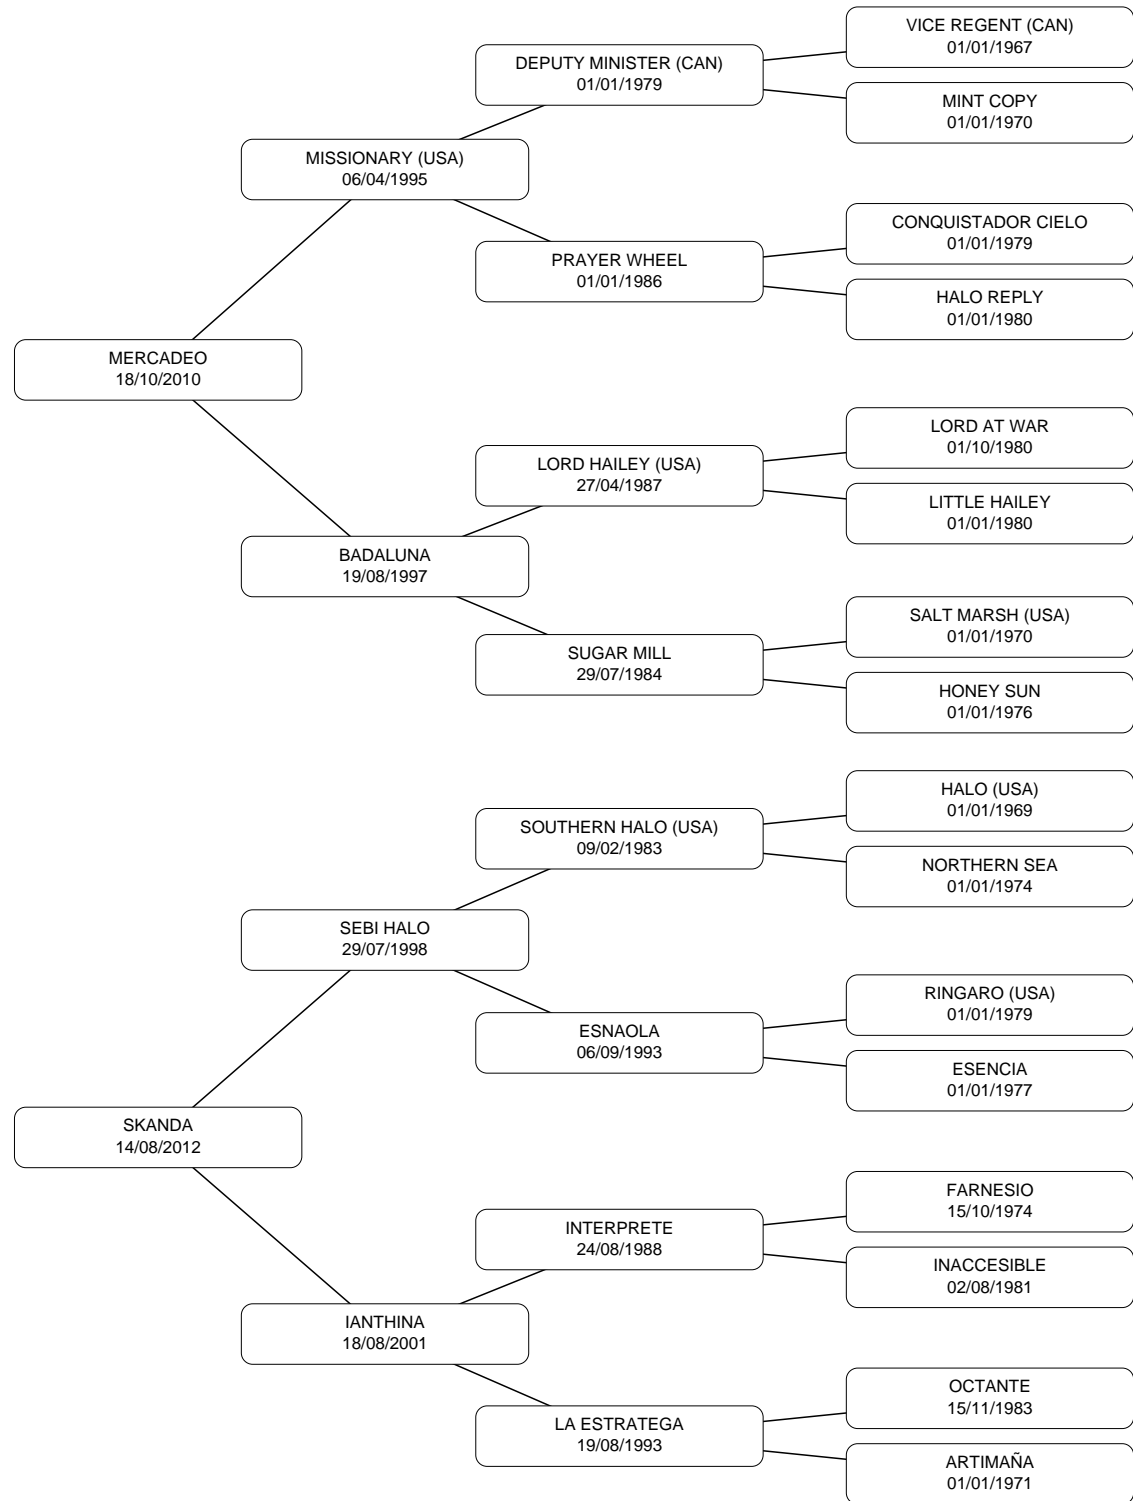 VICE REGENT (CAN)
01/01/1967
DEPUTY MINISTER (CAN)
01/01/1979
MINT COPY
01/01/1970
MISSIONARY (USA)
06/04/1995
CONQUISTADOR CIELO
01/01/1979
PRAYER WHEEL
01/01/1986
HALO REPLY
01/01/1980
MERCADEO
18/10/2010
LORD AT WAR
01/10/1980
LORD HAILEY (USA)
27/04/1987
LITTLE HAILEY
01/01/1980
BADALUNA
19/08/1997
SALT MARSH (USA)
01/01/1970
SUGAR MILL
29/07/1984
HONEY SUN
01/01/1976
HALO (USA)
01/01/1969
SOUTHERN HALO (USA)
09/02/1983
NORTHERN SEA
01/01/1974
SEBI HALO
29/07/1998
RINGARO (USA)
01/01/1979
ESNAOLA
06/09/1993
ESENCIA
01/01/1977
SKANDA
14/08/2012
FARNESIO
15/10/1974
INTERPRETE
24/08/1988
INACCESIBLE
02/08/1981
IANTHINA
18/08/2001
OCTANTE
15/11/1983
LA ESTRATEGA
19/08/1993
ARTIMAÑA
01/01/1971